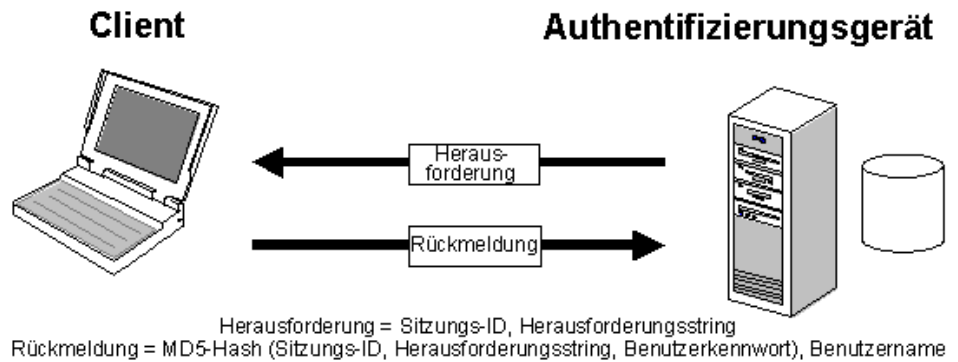 Client
Authentifizierungsgerät
Heraus-
forderung
Rückmeldung
Herausforderung = Sitzungs-ID, Herausforderungsstring
Rückmeldung = MD5-Hash (Sitzungs-ID, Herausforderungsstring, Benutzerkennwort), Benutzername